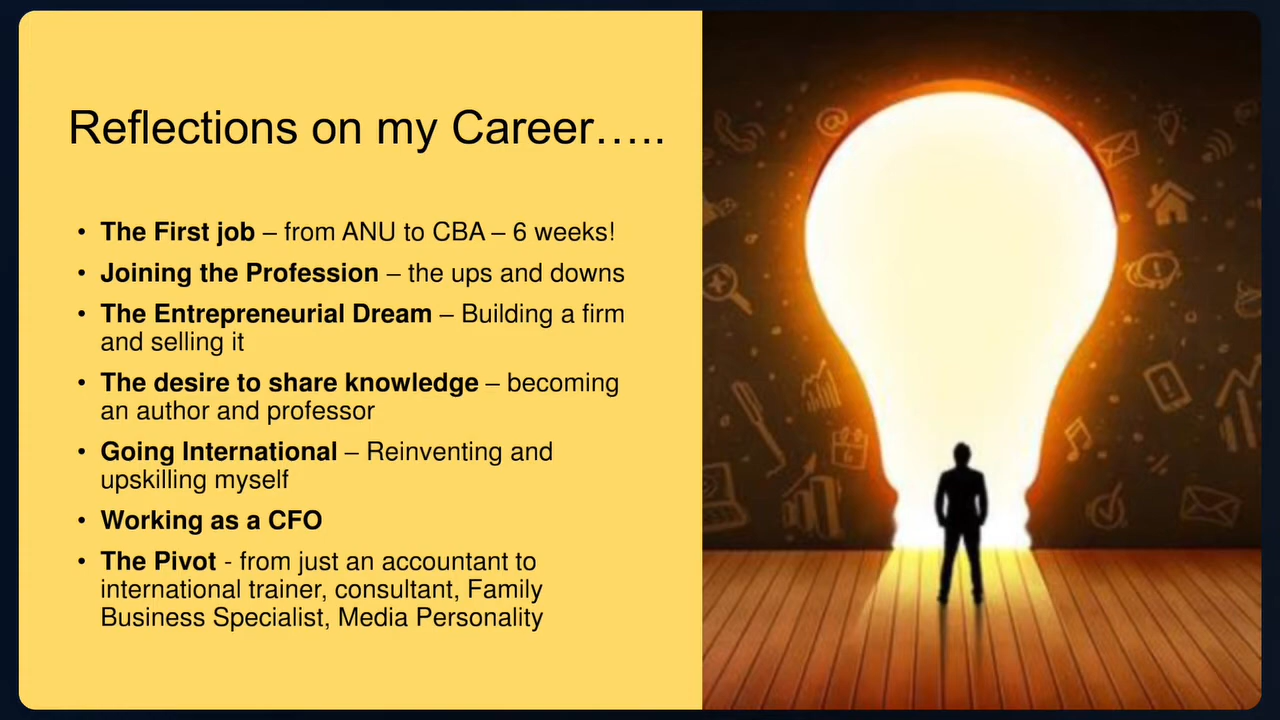 Reflections on my Career…..
• The First job – from ANU to CBA – 6 weeks!
• Joining the Profession – the ups and downs
• The Entrepreneurial Dream – Building a firm
and selling it
• The desire to share knowledge – becoming
an author and professor
• Going International – Reinventing and
upskilling myself
• Working as a CFO
• The Pivot - from just an accountant to
international trainer, consultant, Family
Business Specialist, Media Personality